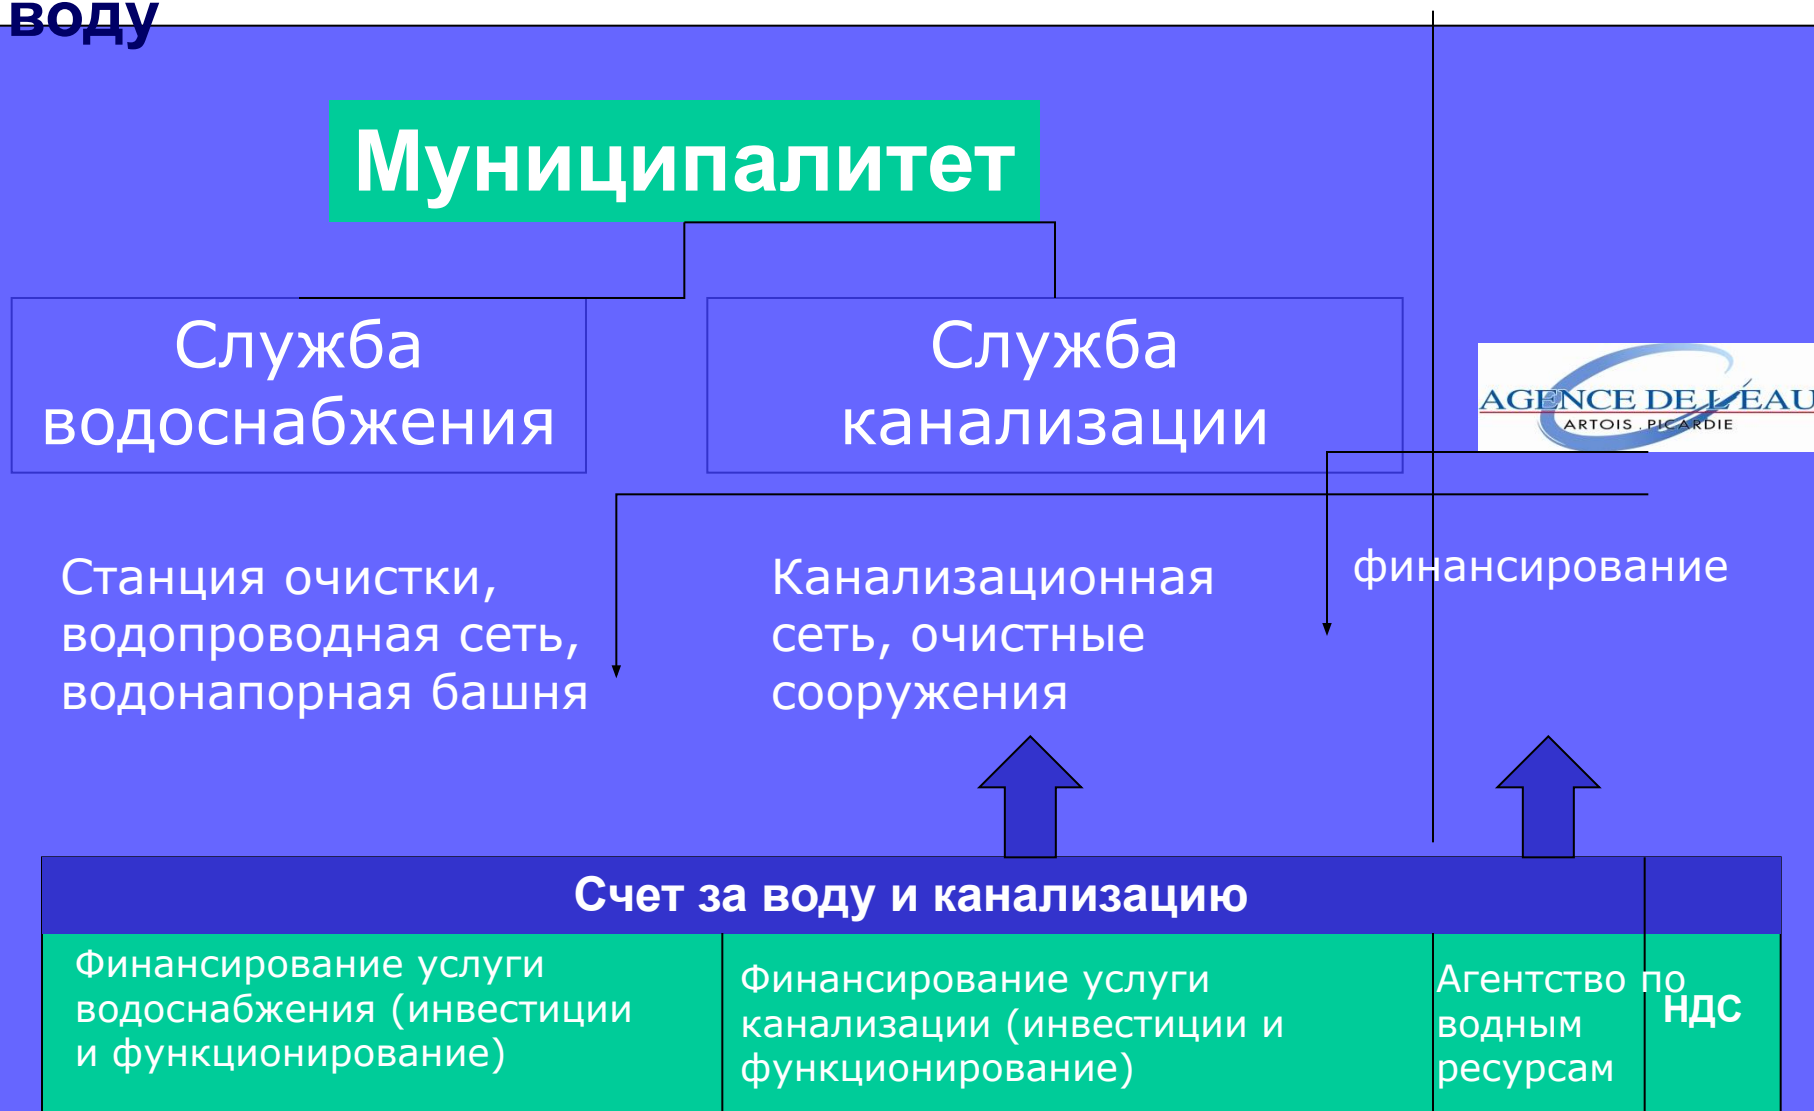 воду
Муниципалитет
Служба
водоснабжения
Служба
канализации
AGENCE DE L'ÉAU
ARTOIS . PICARDIE
Станция очистки,
водопроводная сеть,
водонапорная башня
Канализационная
сеть, очистные
сооружения
финансирование
Счет за воду и канализацию
Финансирование услуги
водоснабжения (инвестиции
и функционирование)
Финансирование услуги
канализации (инвестиции и
функционирование)
Агентство по
водным
ресурсам
НДС